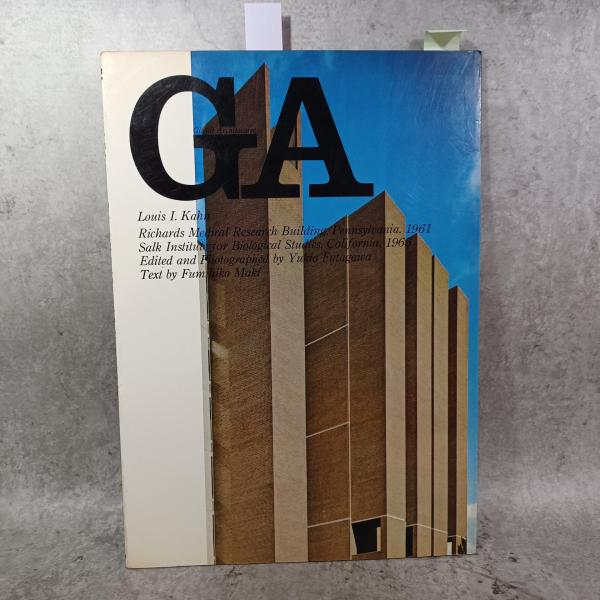 GA
Global Architecture
Louis I. Kahn
Richards Medical Research Building, Pennsylvania, 1961
Salk Institute for Biological Studies, California, 1965
Edited and Photographed by Yukio Futagawa
Text by Fumihiko Maki